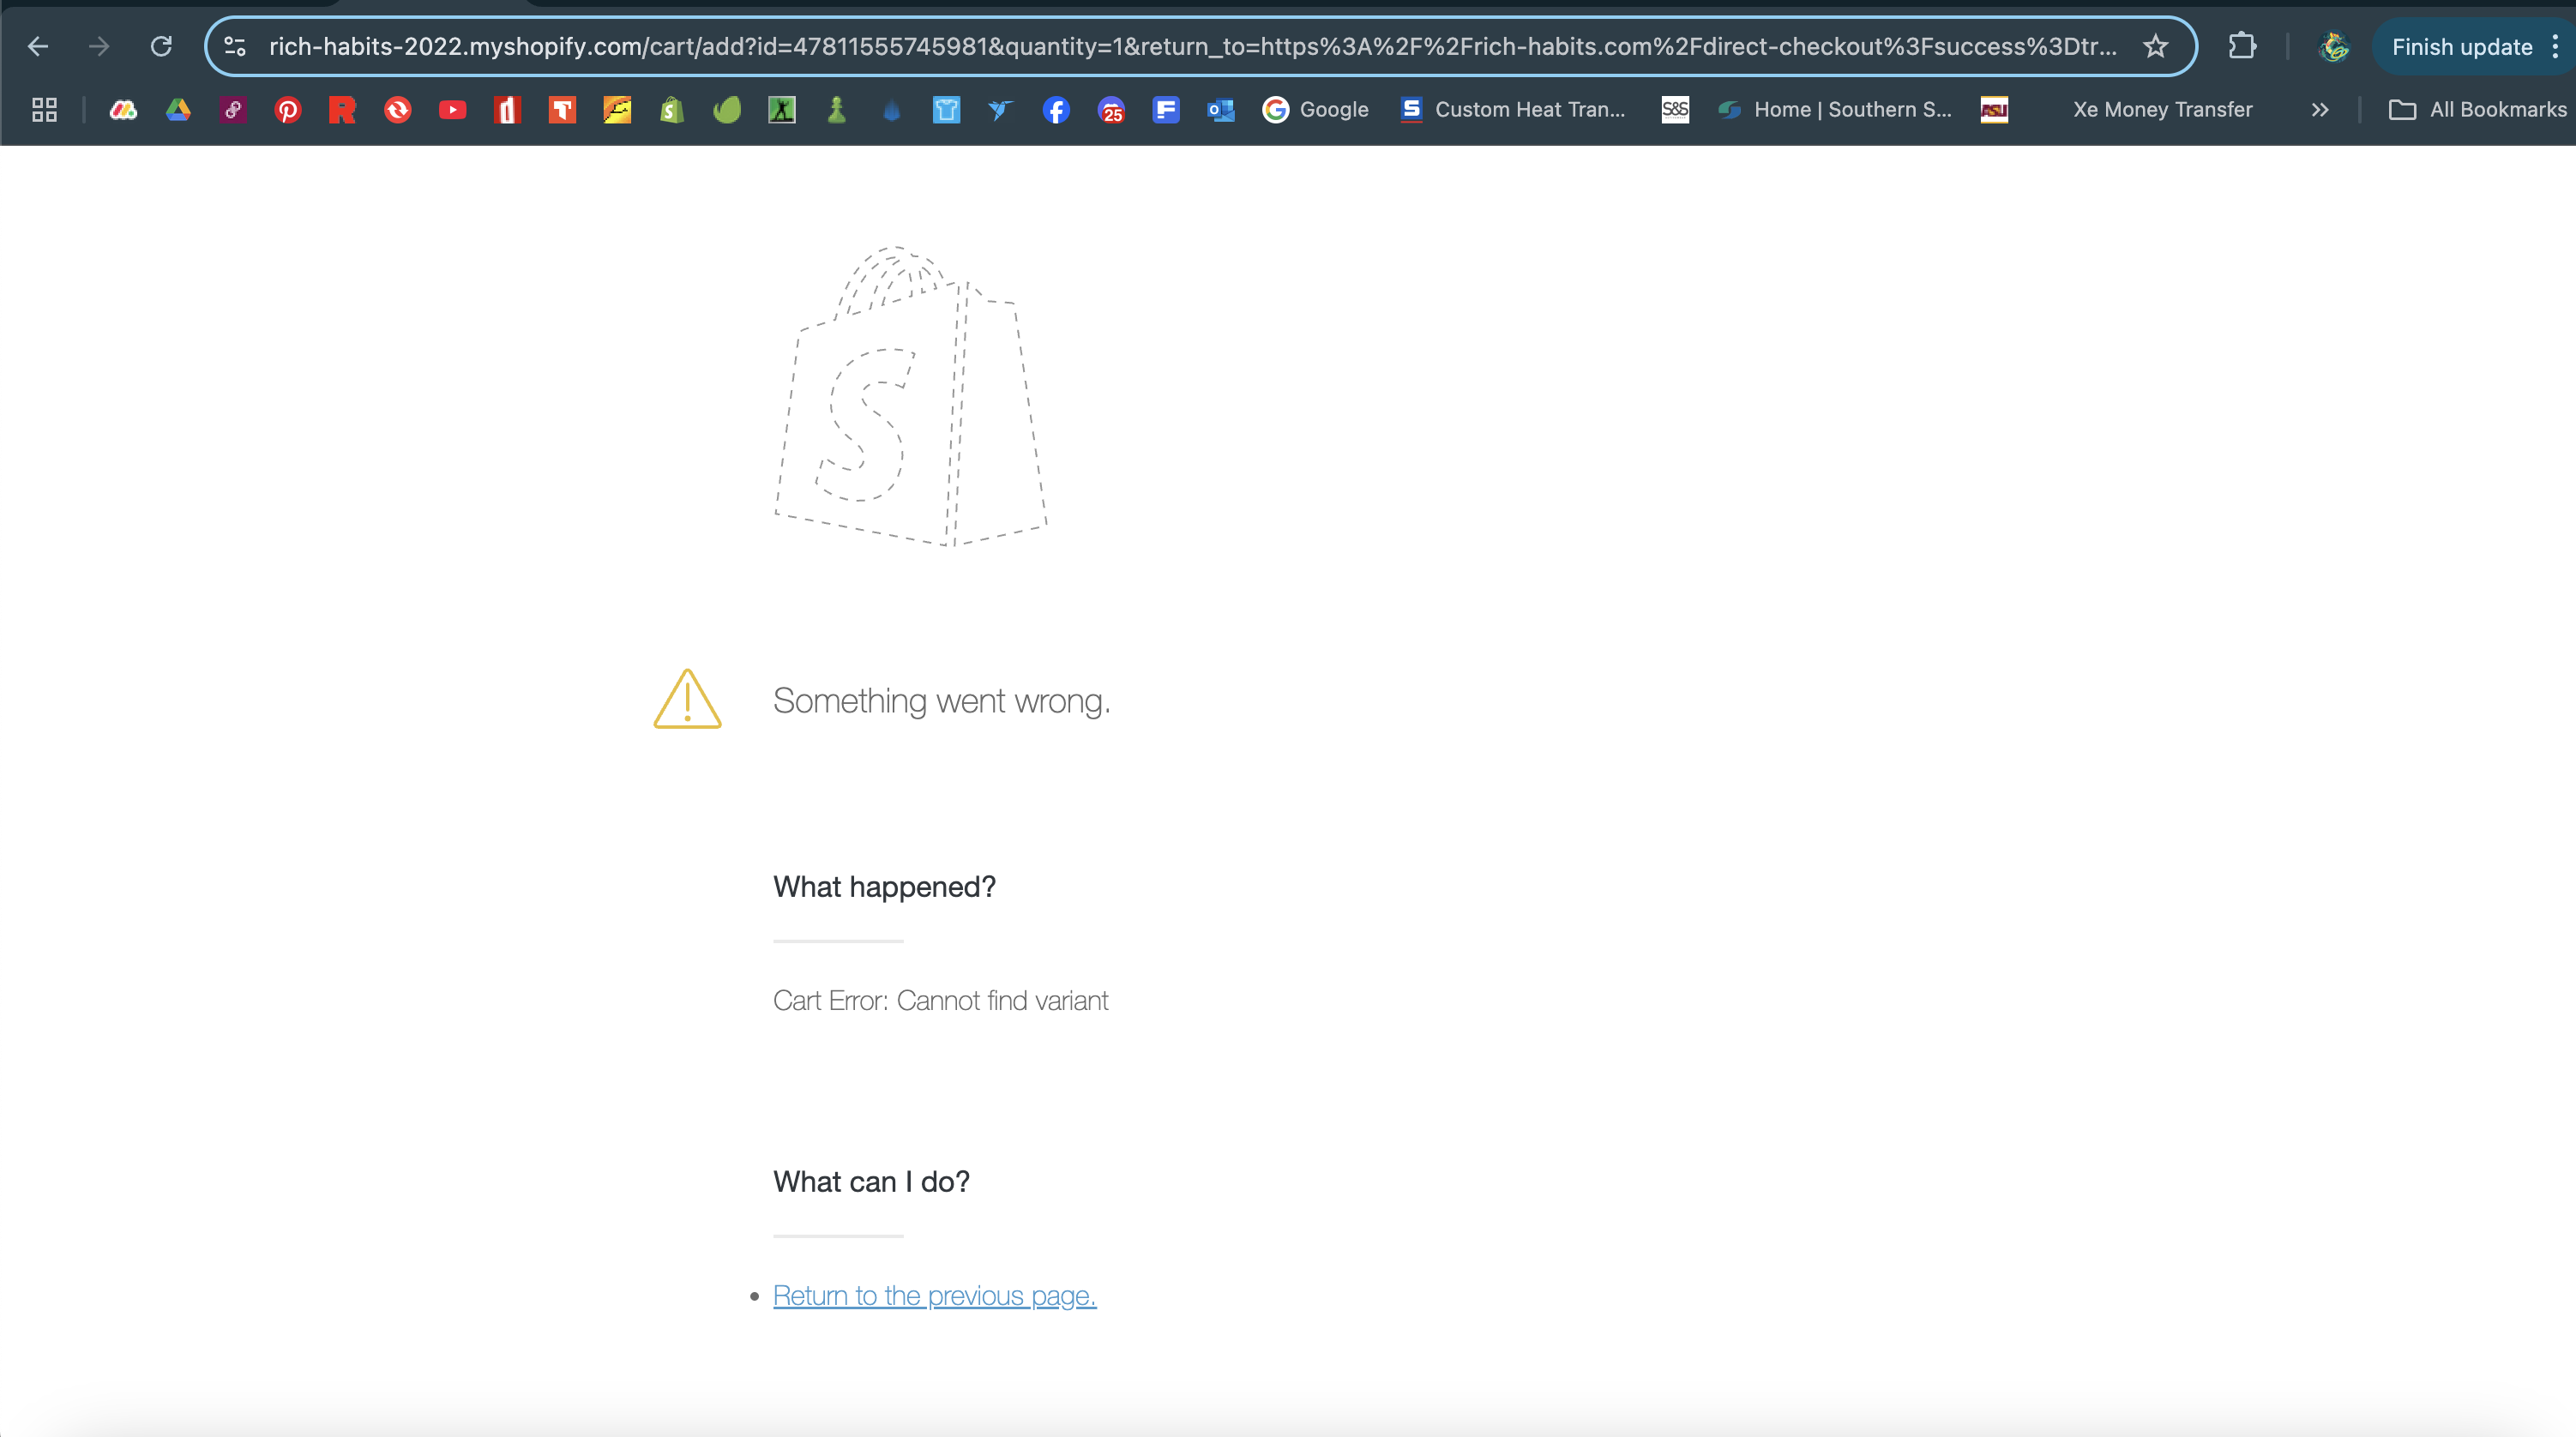 rich-habits-2022.myshopify.com/cart/add?id=47811555745981&quantity=1&return_to=https%3A%2F%2Frich-habits.com%2Fdirect-checkout%3Fsuccess%3Dtr...
Finish update
25
Google
S
Custom Heat Tran...
S&S
Home | Southern S...
ASU
Xe Money Transfer
All Bookmarks
S
Something went wrong.
What happened?
Cart Error: Cannot find variant
What can I do?
Return to the previous page.